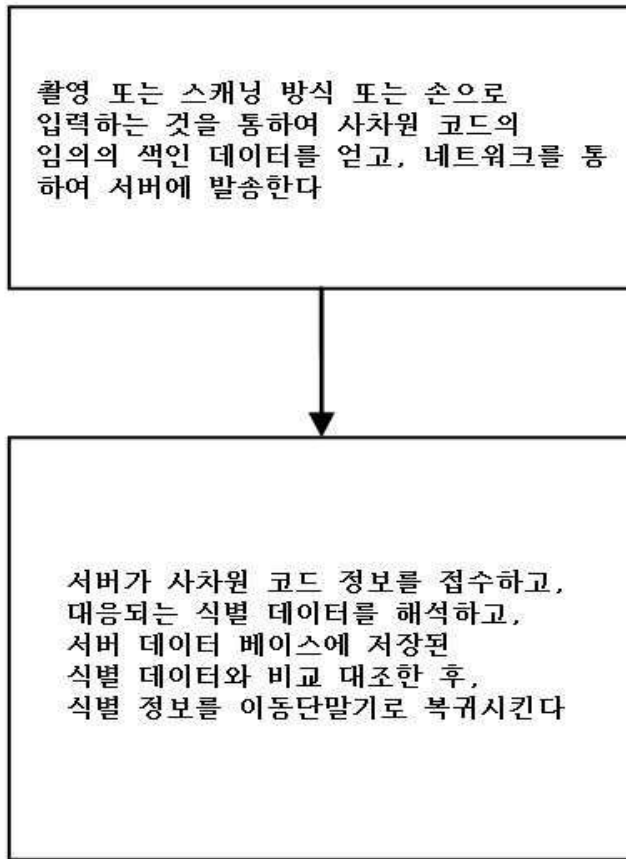 촬영 또는 스캐닝 방식 또는 손으로
입력하는 것을 통하여 사차원 코드의
임의의 색인 데이터를 얻고, 네트워크를 통
하여 서버에 발송한다
서버가 사차원 코드 정보를 접수하고,
대응되는 식별 데이터를 해석하고,
서버 데이터 베이스에 저장된
식별 데이터와 비교 대조한 후,
식별 정보를 이동단말기로 복귀시킨다